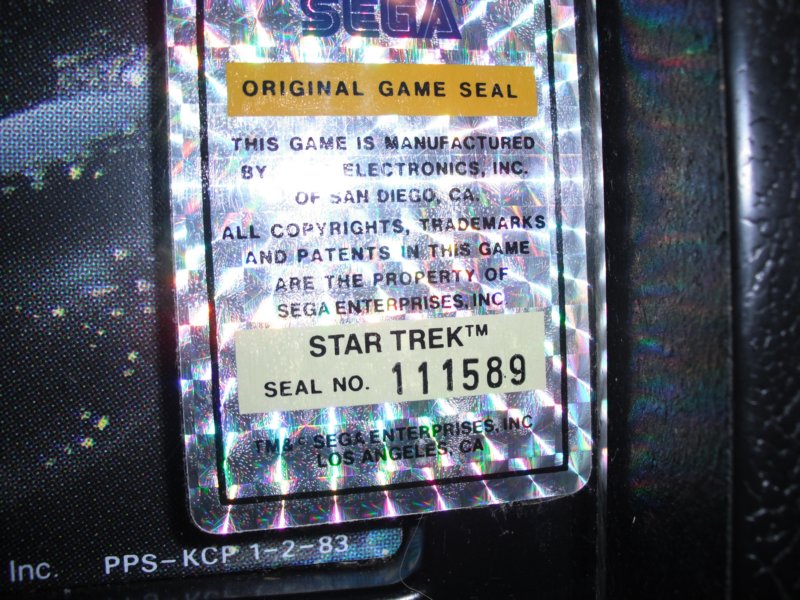 SEGA
ORIGINAL GAME SEAL
THIS GAME IS MANUFACTURED
BY ELECTRONICS, INC.
OF SAN DIEGO, CA.
ALL COPYRIGHTS, TRADEMARKS
AND PATENTS IN THIS GAME
ARE THE PROPERTY OF
SEGA ENTERPRISES, INC.
STAR TREK™
SEAL NO. 111589
TM&© SEGA ENTERPRISES, INC
LOS ANGELES, CA
Inc. PPS-KCP 1-2-83